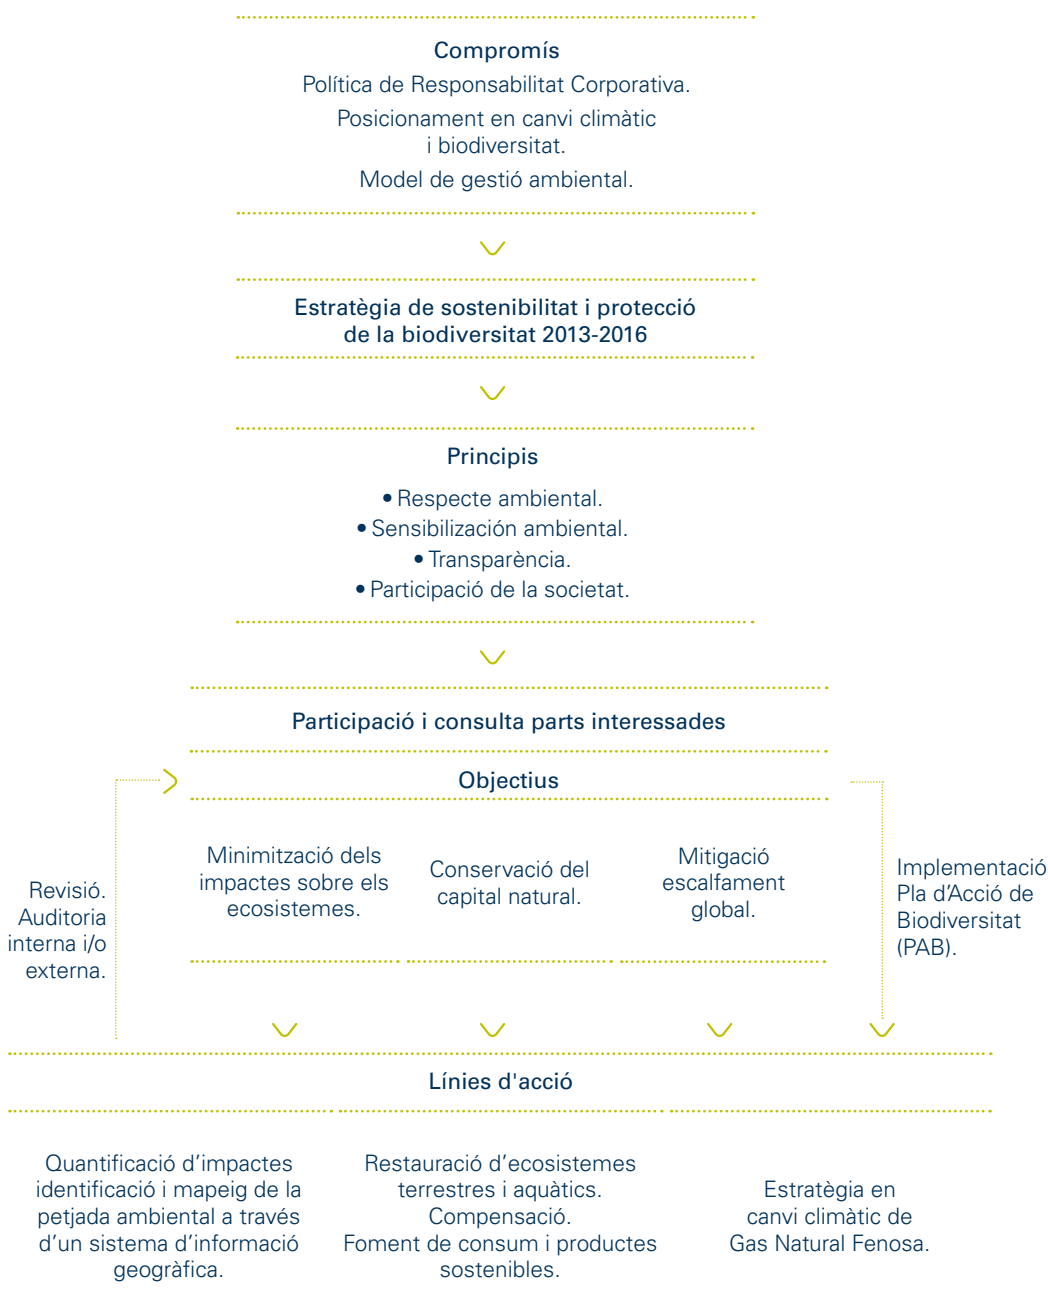 Compromís
Política de Responsabilitat Corporativa.
Posicionament en canvi climàtic
i biodiversitat.
Model de gestió ambiental.
Estratègia de sostenibilitat i protecció
de la biodiversitat 2013-2016
Principis
• Respecte ambiental.
• Sensibilización ambiental.
• Transparència.
• Participació de la societat.
Participació i consulta parts interessades
Objectius
Minimització dels
impactes sobre els
ecosistemes.
Conservació del
capital natural.
Mitigació
escalfament
global.
Revisió.
Auditoria
interna i/o
externa.
Implementació
Pla d’Acció de
Biodiversitat
(PAB).
Línies d'acció
Quantificació d’impactes
identificació i mapeig de la
petjada ambiental a través
d’un sistema d’informació
geogràfica.
Restauració d’ecosistemes
terrestres i aquàtics.
Compensació.
Foment de consum i productes
sostenibles.
Estratègia en
canvi climàtic de
Gas Natural Fenosa.